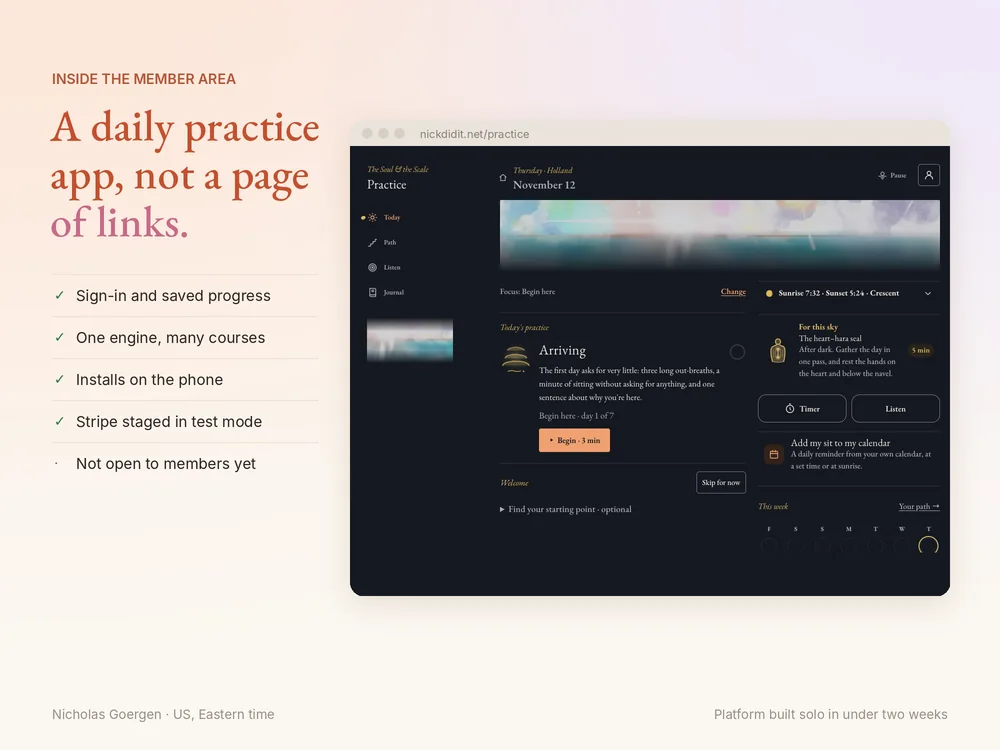 INSIDE THE MEMBER AREA
A daily practice
app, not a page
of links.
✓ Sign-in and saved progress
✓ One engine, many courses
✓ Installs on the phone
✓ Stripe staged in test mode
· Not open to members yet
nickdidit.net/practice
The Soul & the Scale
Practice
Today
Path
Listen
Journal
Thursday · Holland
November 12
Pause
Focus: Begin here
Change
Today's practice
Arriving
The first day asks for very little: three long out-breaths, a
minute of sitting without asking for anything, and one
sentence about why you're here.
Begin here · day 1 of 7
Begin · 3 min
Welcome
Skip for now
Find your starting point · optional
Sunrise 7:32 · Sunset 5:24 · Crescent
For this sky
The heart–hara seal
After dark. Gather the day in
one pass, and rest the hands on
the heart and below the navel.
5 min
Timer
Listen
Add my sit to my calendar
A daily reminder from your own calendar, at
a set time or at sunrise.
This week
Your path →
F S S M T W T
Nicholas Goergen · US, Eastern time
Platform built solo in under two weeks